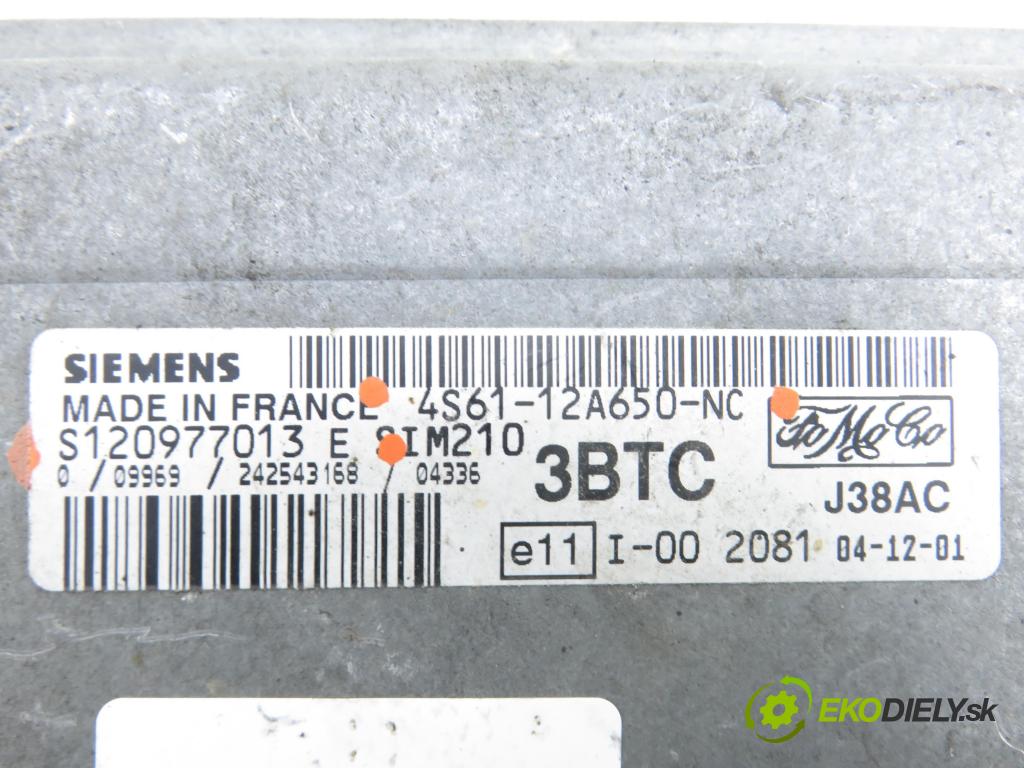 SIEMENS
MADE IN FRANCE 4S61-12A650-NC
S120977013 E SIM210
FoMoCo
0 / 09969 / 242543168 / 04336
3BTC
J38AC
e11 I-00 2081 04-12-01
EKODIELY.sk